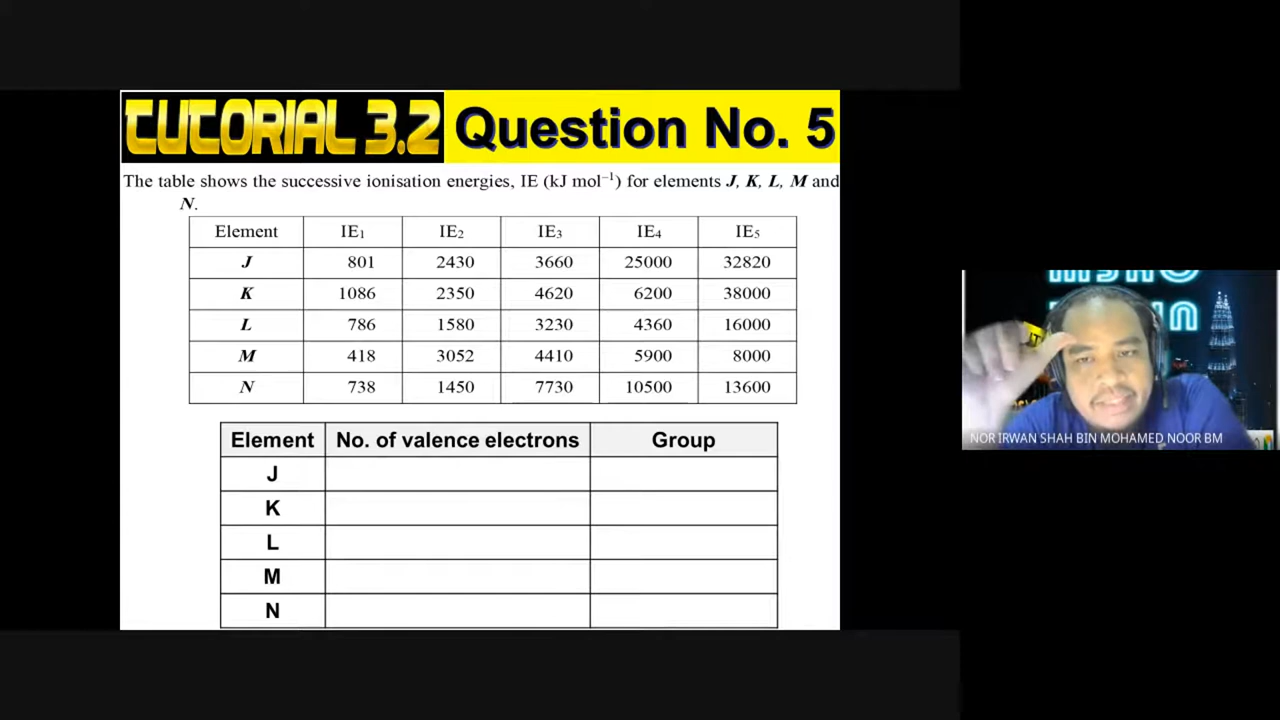 TUTORIAL 3.2 Question No. 5
The table shows the successive ionisation energies, IE (kJ mol⁻¹) for elements J, K, L, M and
N.
Element IE₁ IE₂ IE₃ IE₄ IE₅
J 801 2430 3660 25000 32820
K 1086 2350 4620 6200 38000
L 786 1580 3230 4360 16000
M 418 3052 4410 5900 8000
N 738 1450 7730 10500 13600
Element No. of valence electrons Group
J
K
L
M
N
NOR IRWAN SHAH BIN MOHAMED NOOR BM